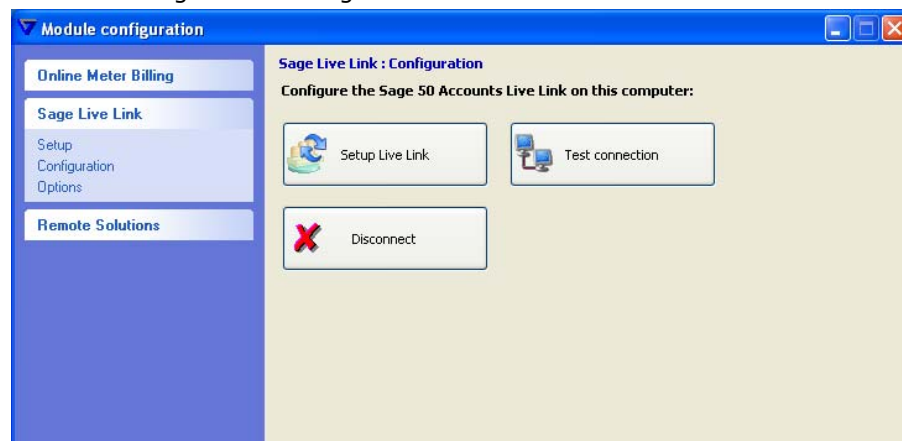 Module configuration
Online Meter Billing
Sage Live Link
Setup
Configuration
Options
Remote Solutions
Sage Live Link : Configuration
Configure the Sage 50 Accounts Live Link on this computer:
Setup Live Link
Test connection
Disconnect